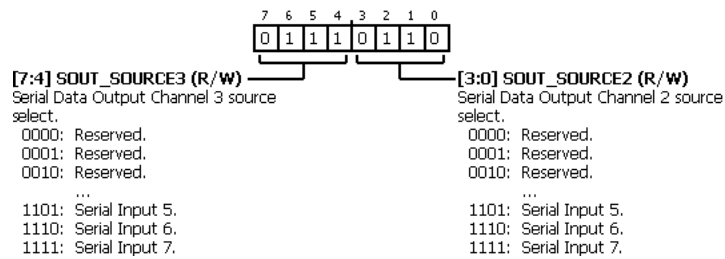 7 6 5 4 3 2 1 0
0 1 1 1 0 1 1 0
[7:4] SOUT_SOURCE3 (R/W)
Serial Data Output Channel 3 source
select.
0000: Reserved.
0001: Reserved.
0010: Reserved.
...
1101: Serial Input 5.
1110: Serial Input 6.
1111: Serial Input 7.
[3:0] SOUT_SOURCE2 (R/W)
Serial Data Output Channel 2 source
select.
0000: Reserved.
0001: Reserved.
0010: Reserved.
...
1101: Serial Input 5.
1110: Serial Input 6.
1111: Serial Input 7.